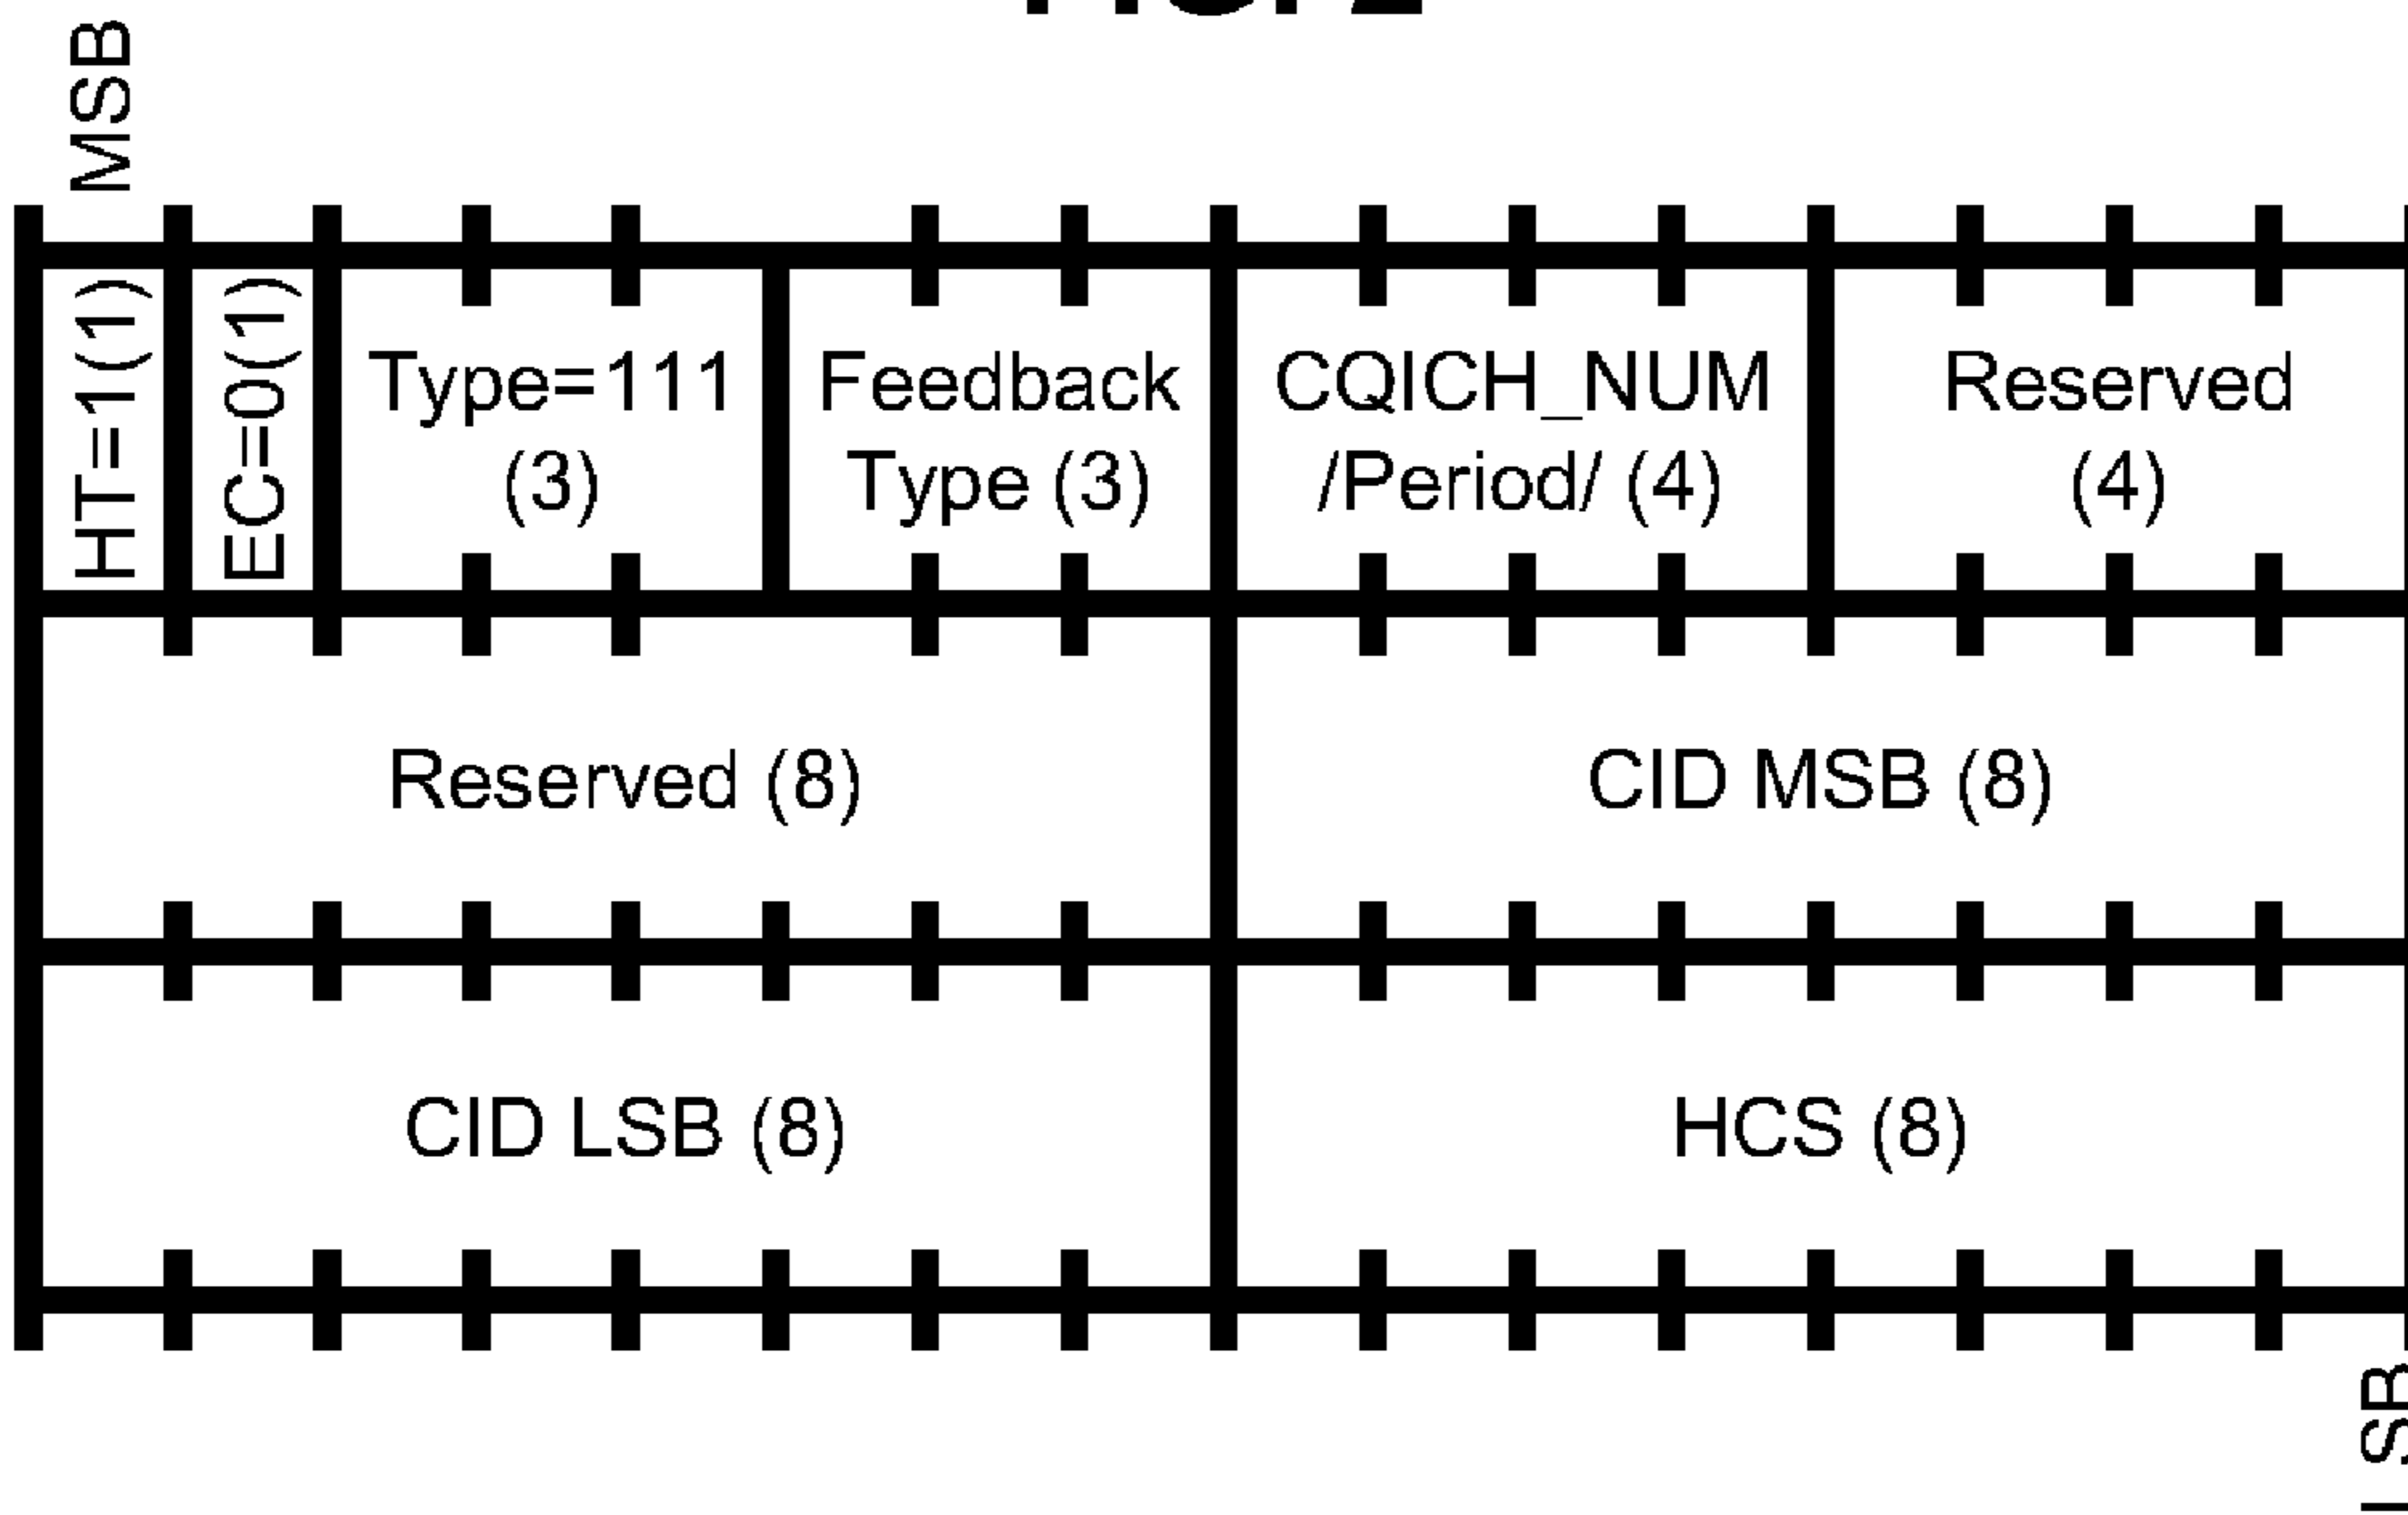 MSB
HT=1(1)
EC=0(1)
Type=111
(3)
Feedback
Type (3)
CQICH_NUM
/Period/ (4)
Reserved
(4)
Reserved (8)
CID MSB (8)
CID LSB (8)
HCS (8)
LSB